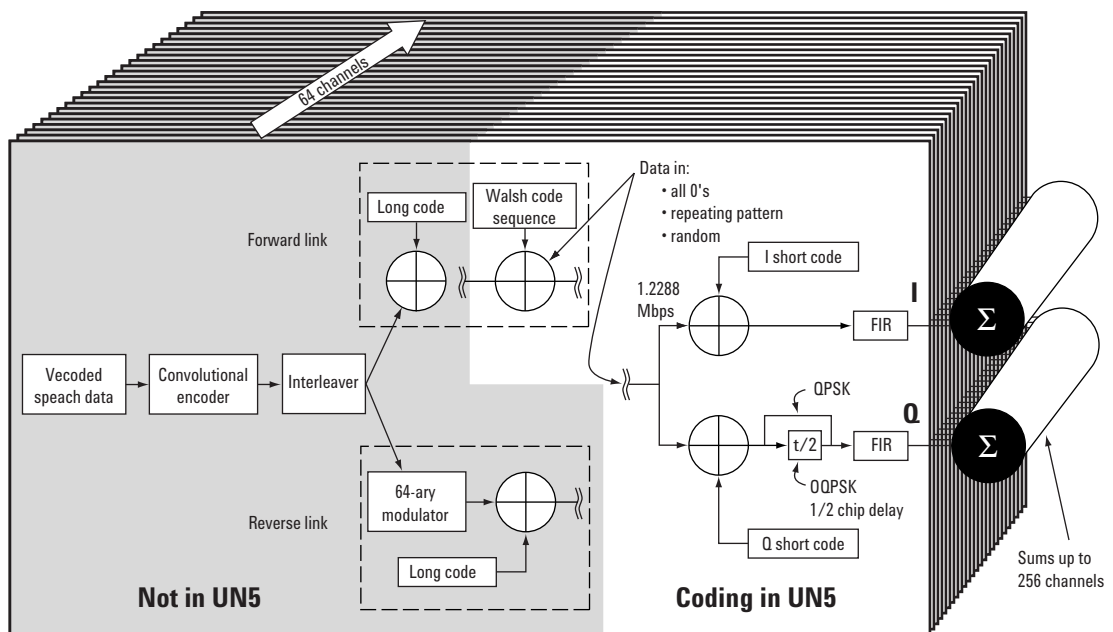 64 channels
Data in:
• all 0's
• repeating pattern
• random
Long code
Walsh code
sequence
Forward link
I short code
1.2288
Mbps
I
FIR
Σ
Vecoded
speach data
Convolutional
encoder
Interleaver
QPSK
Q
t/2
FIR
Σ
64-ary
modulator
OQPSK
1/2 chip delay
Reverse link
Q short code
Long code
Sums up to
256 channels
Not in UN5
Coding in UN5